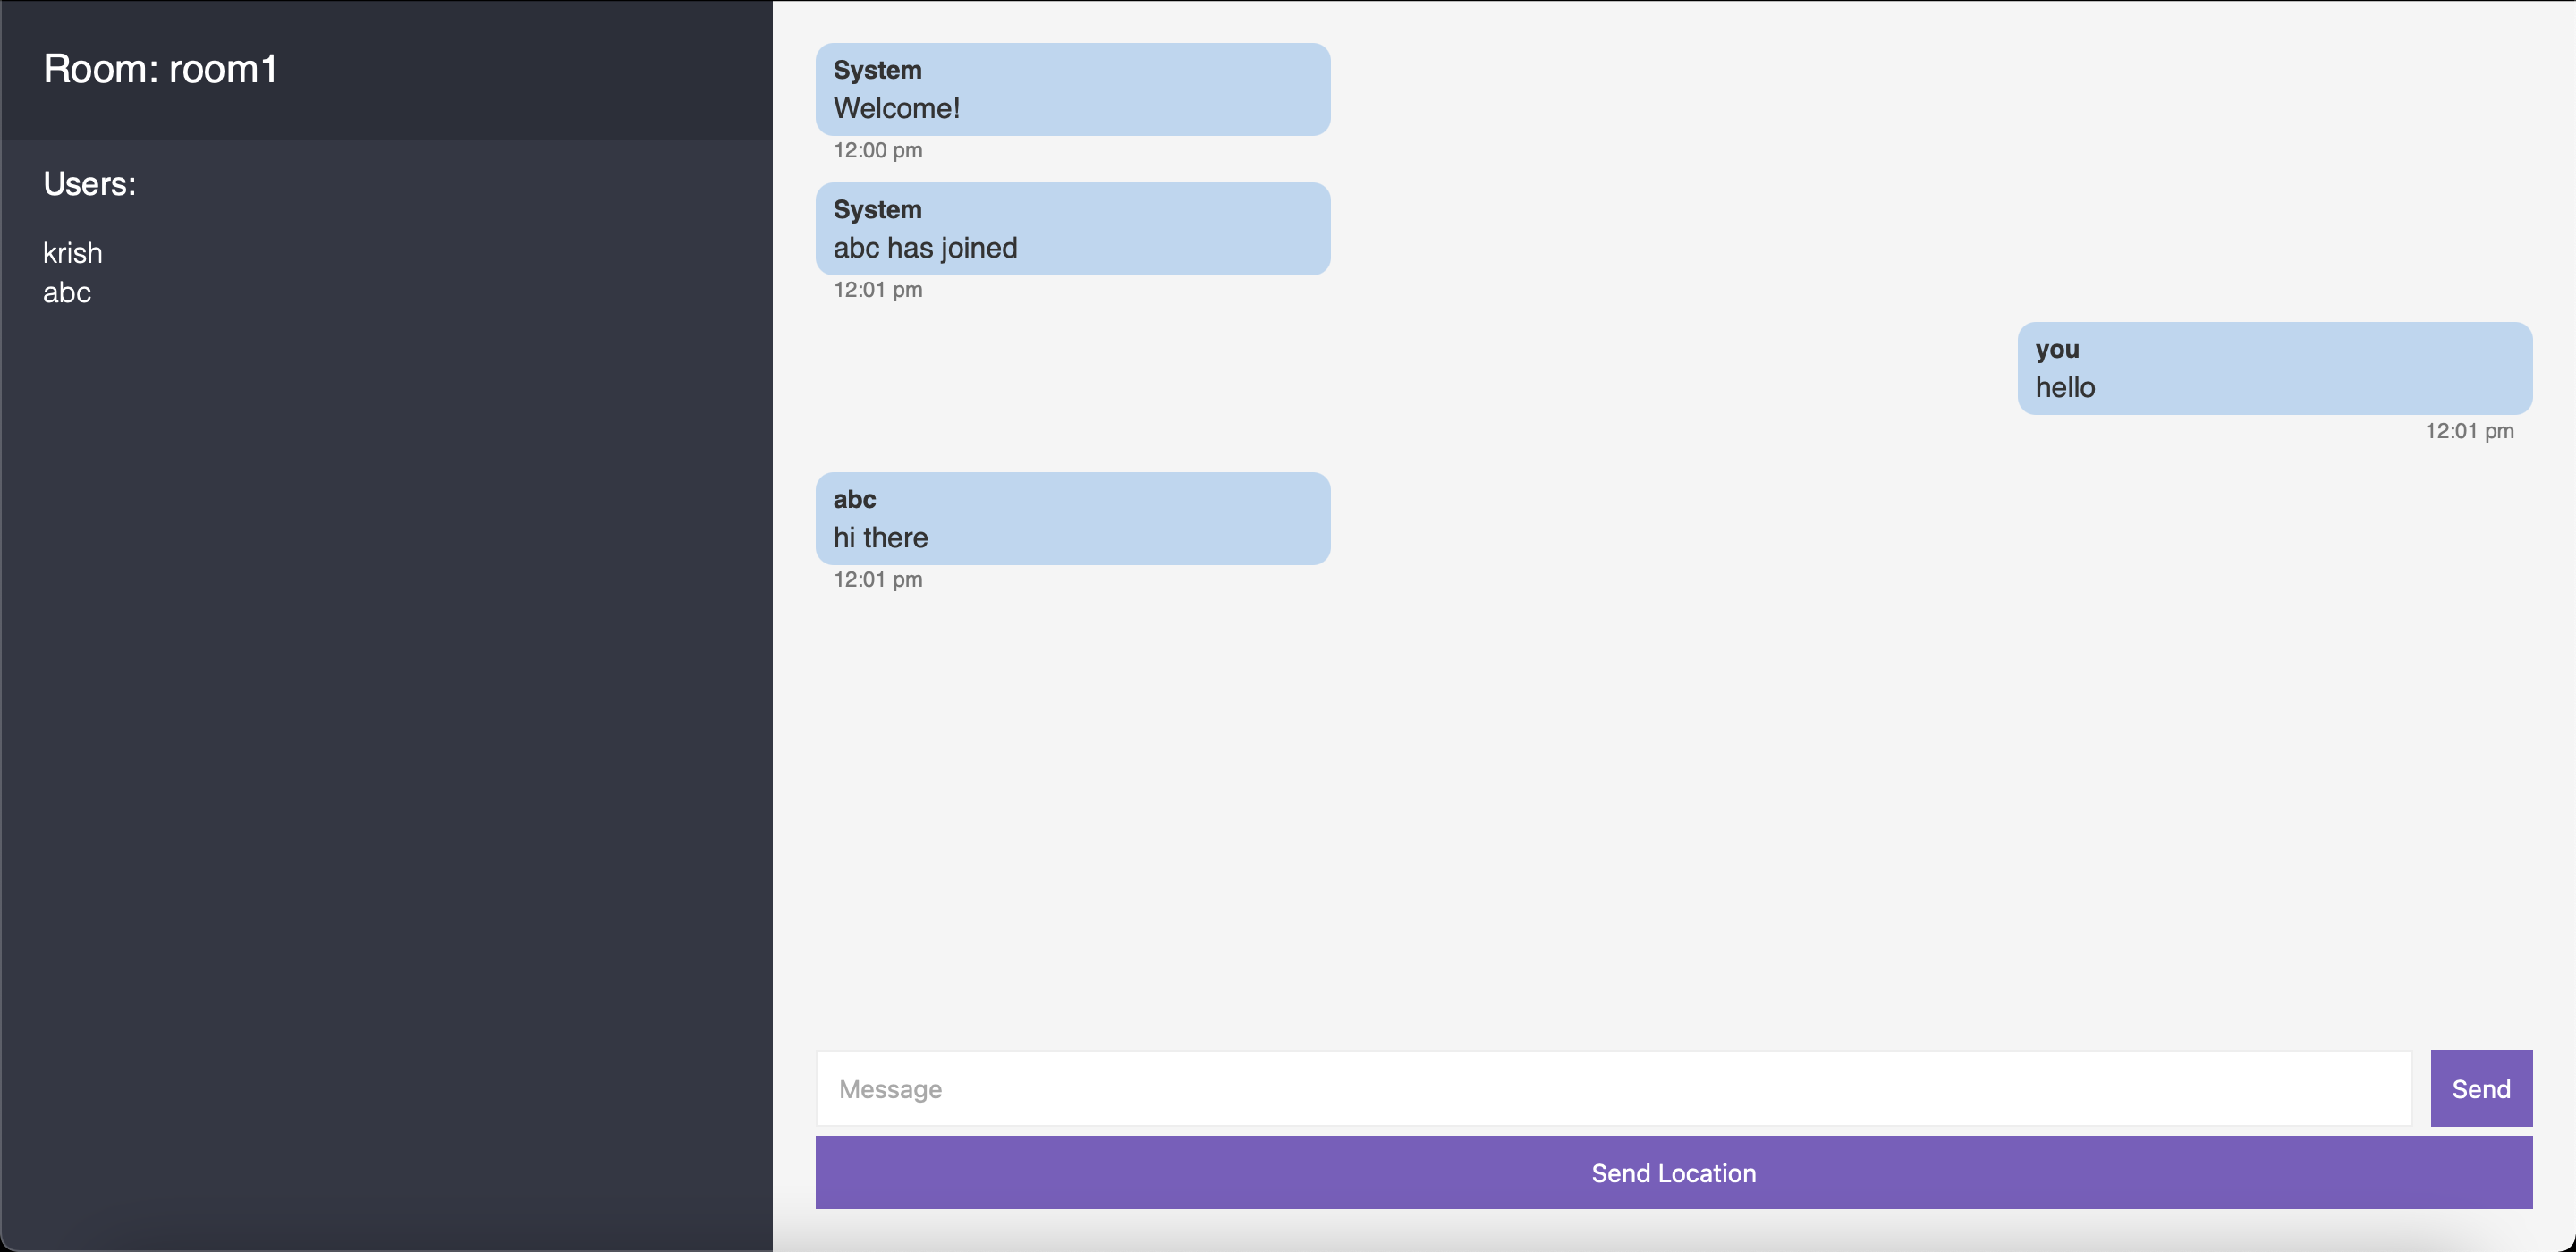 Room: room1
Users:
krish
abc
System
Welcome!
12:00 pm
System
abc has joined
12:01 pm
you
hello
12:01 pm
abc
hi there
12:01 pm
Message
Send
Send Location